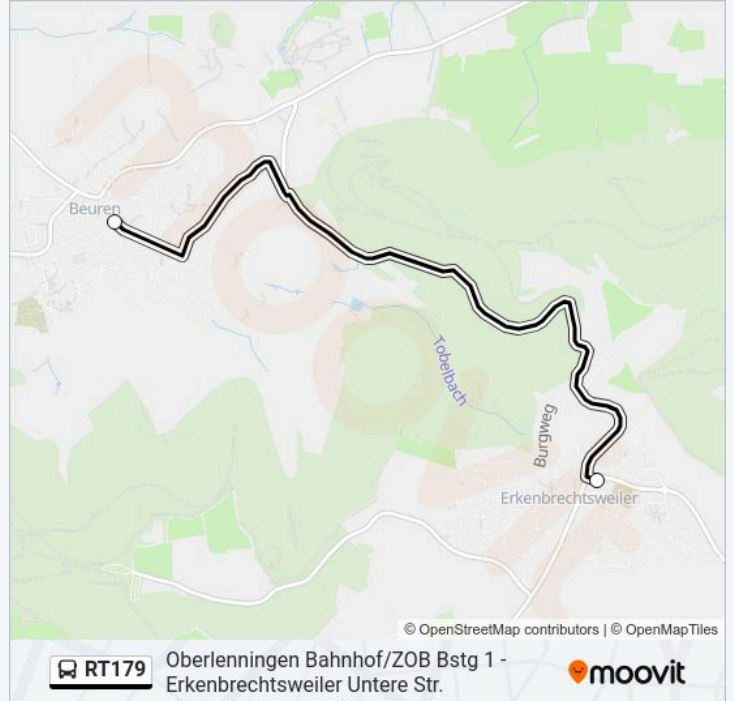 Beuren
Tobelbach
Burgweg
Erkenbrechtsweiler
© OpenStreetMap contributors | © OpenMapTiles
RT179
Oberlenningen Bahnhof/ZOB Bstg 1 -
Erkenbrechtsweiler Untere Str.
moovit